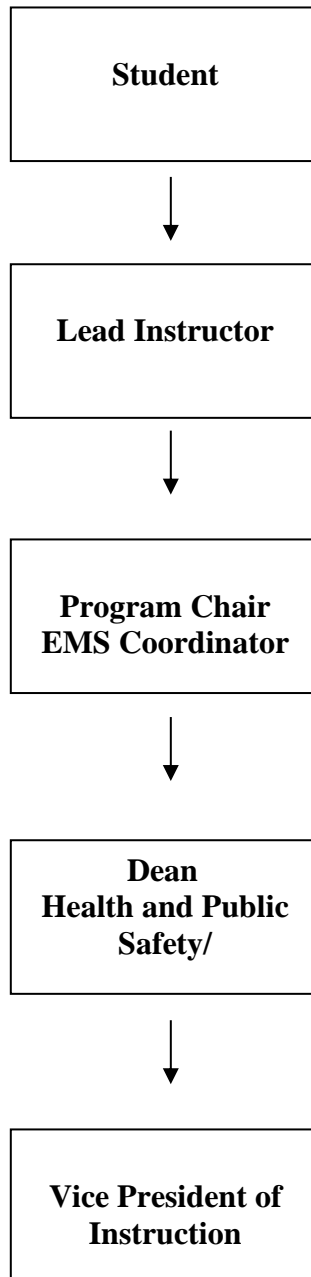 Student
Lead Instructor
Program Chair
EMS Coordinator
Dean
Health and Public
Safety/
Vice President of
Instruction